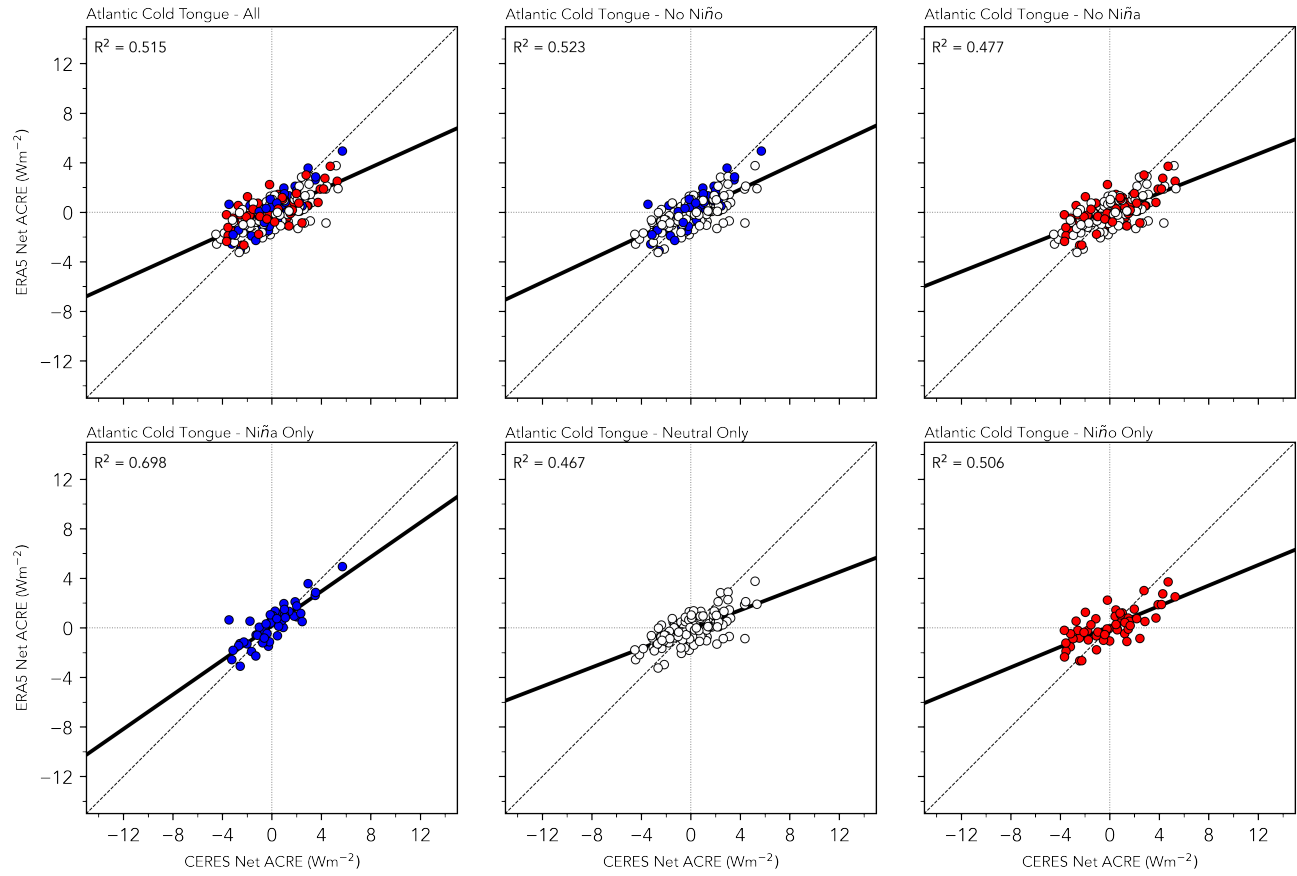 Atlantic Cold Tongue - All
R² = 0.515
12
8
4
0
−4
−8
−12
ERA5 Net ACRE (Wm⁻²)
Atlantic Cold Tongue - No Niño
R² = 0.523
Atlantic Cold Tongue - No Niña
R² = 0.477
Atlantic Cold Tongue - Niña Only
R² = 0.698
12
8
4
0
−4
−8
−12
ERA5 Net ACRE (Wm⁻²)
−12 −8 −4 0 4 8 12
CERES Net ACRE (Wm⁻²)
Atlantic Cold Tongue - Neutral Only
R² = 0.467
−12 −8 −4 0 4 8 12
CERES Net ACRE (Wm⁻²)
Atlantic Cold Tongue - Niño Only
R² = 0.506
−12 −8 −4 0 4 8 12
CERES Net ACRE (Wm⁻²)